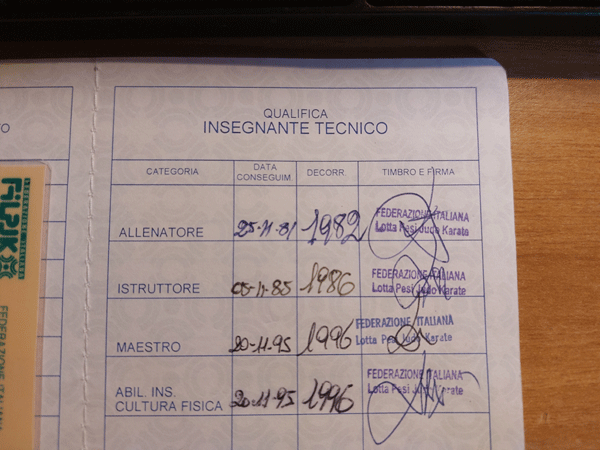 TO
FILPJK
FEDERAZIONE ITALIANA
QUALIFICA
INSEGNANTE TECNICO
CATEGORIA
DATA CONSEGUIM.
DECORR.
TIMBRO E FIRMA
ALLENATORE
25-11-81
1982
FEDERAZIONE ITALIANA
Lotta Pesi Judo Karate
ISTRUTTORE
05-11-85
1986
FEDERAZIONE ITALIANA
Lotta Pesi Judo Karate
MAESTRO
20-11-95
1996
FEDERAZIONE ITALIANA
Lotta Pesi Judo Karate
ABIL. INS.
CULTURA FISICA
20-11-95
1996
FEDERAZIONE ITALIANA
Lotta Pesi Judo Karate